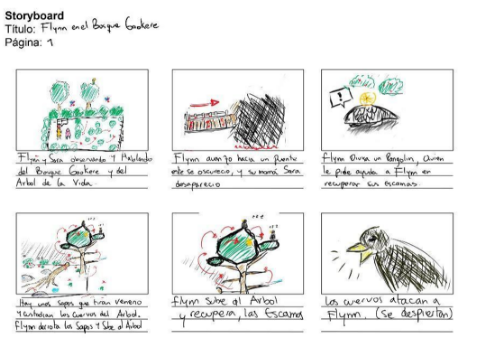 Storyboard
Título: Flynn en el Bosque Gaokere
Página: 1
Flynn y Sara observando y Hablando
del Bosque Gaokere y del
Árbol de la Vida.
Flynn avanzo hacia un Puente
este se oscurecio, y su mamá Sara
desaparecio
!
Flynn Divisa un Pangolin, Quien
le pide ayuda a Flynn en
recuperar sus escamas.
Hay unos sapos que tiran veneno
y custodian los cuervos del Arbol.
Flynn derrota los Sapos y Sube al Arbol
Flynn Sube al Arbol
y recupera, las Escamas
Los cuervos atacan a
Flynn. (Se despiertan)